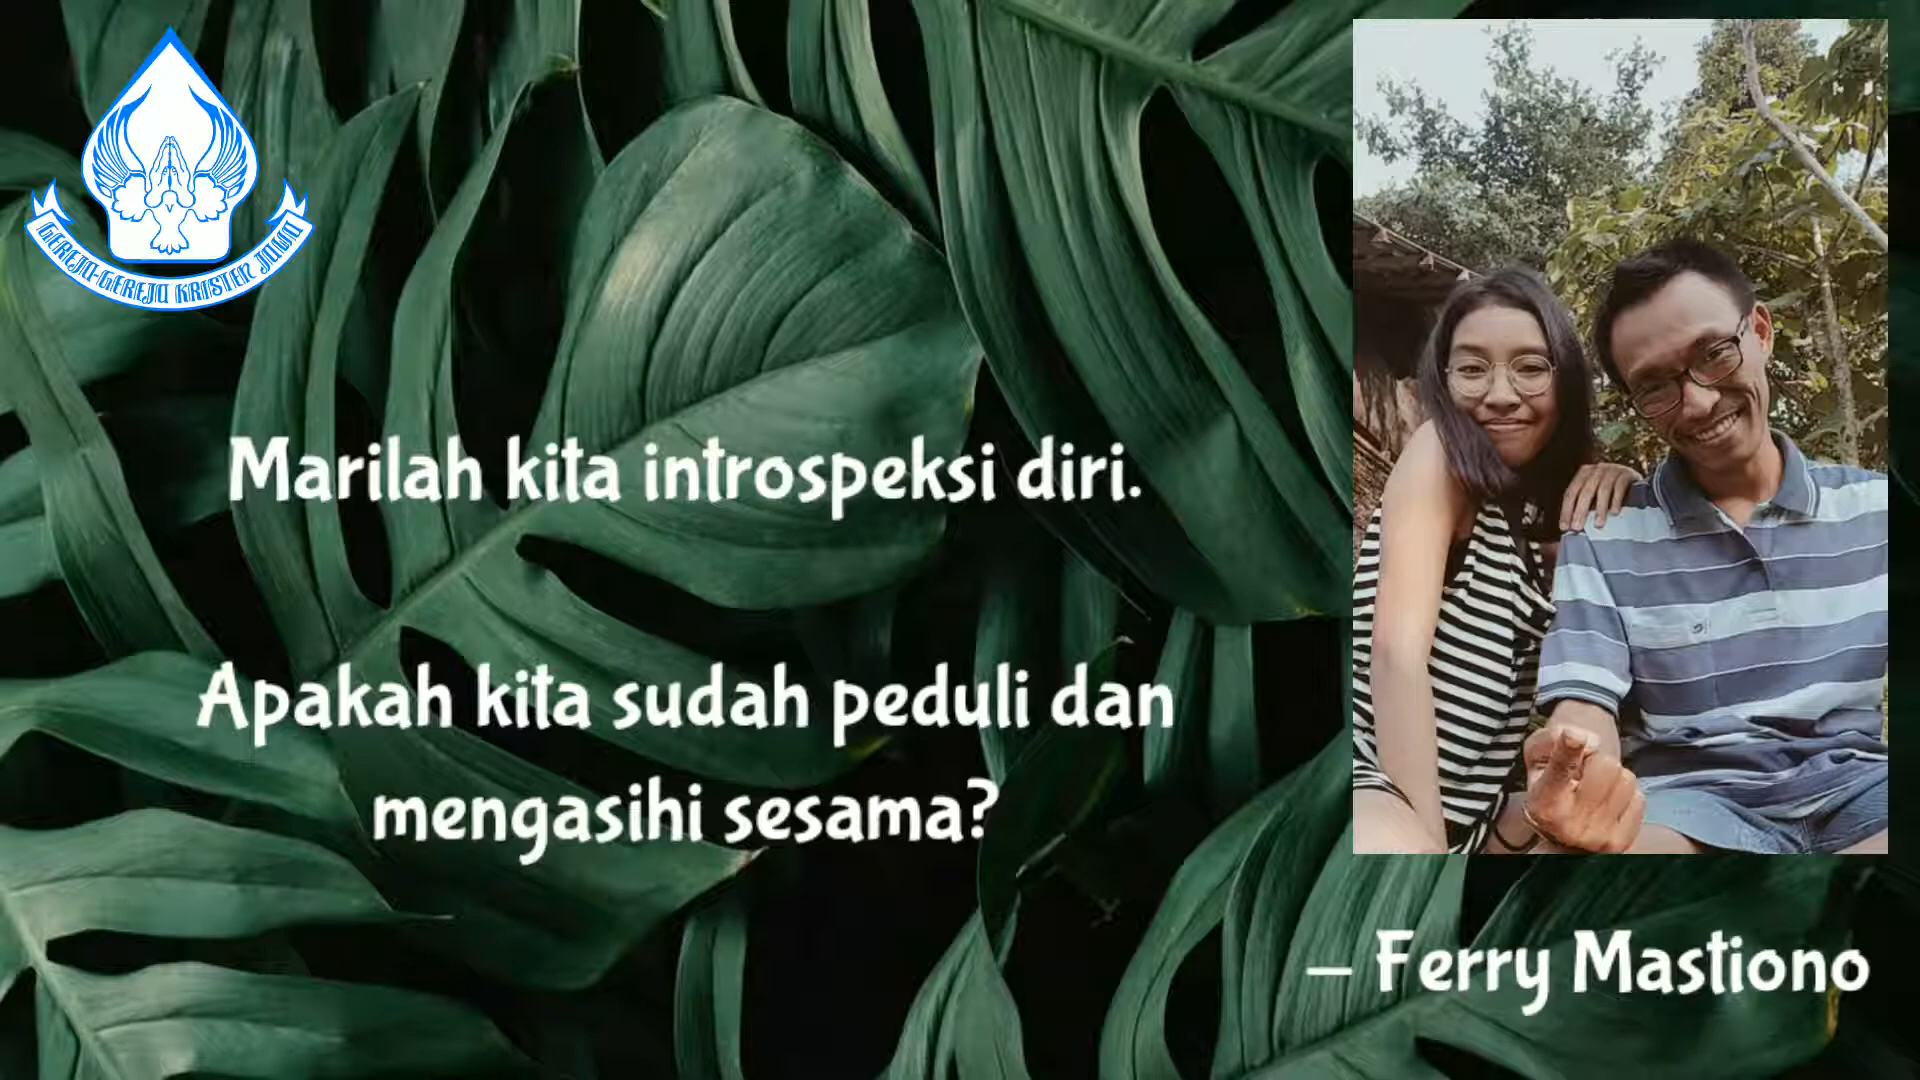 GEREJA-GEREJA KRISTEN JAWA
Marilah kita introspeksi diri.
Apakah kita sudah peduli dan
mengasihi sesama?
– Ferry Mastiono